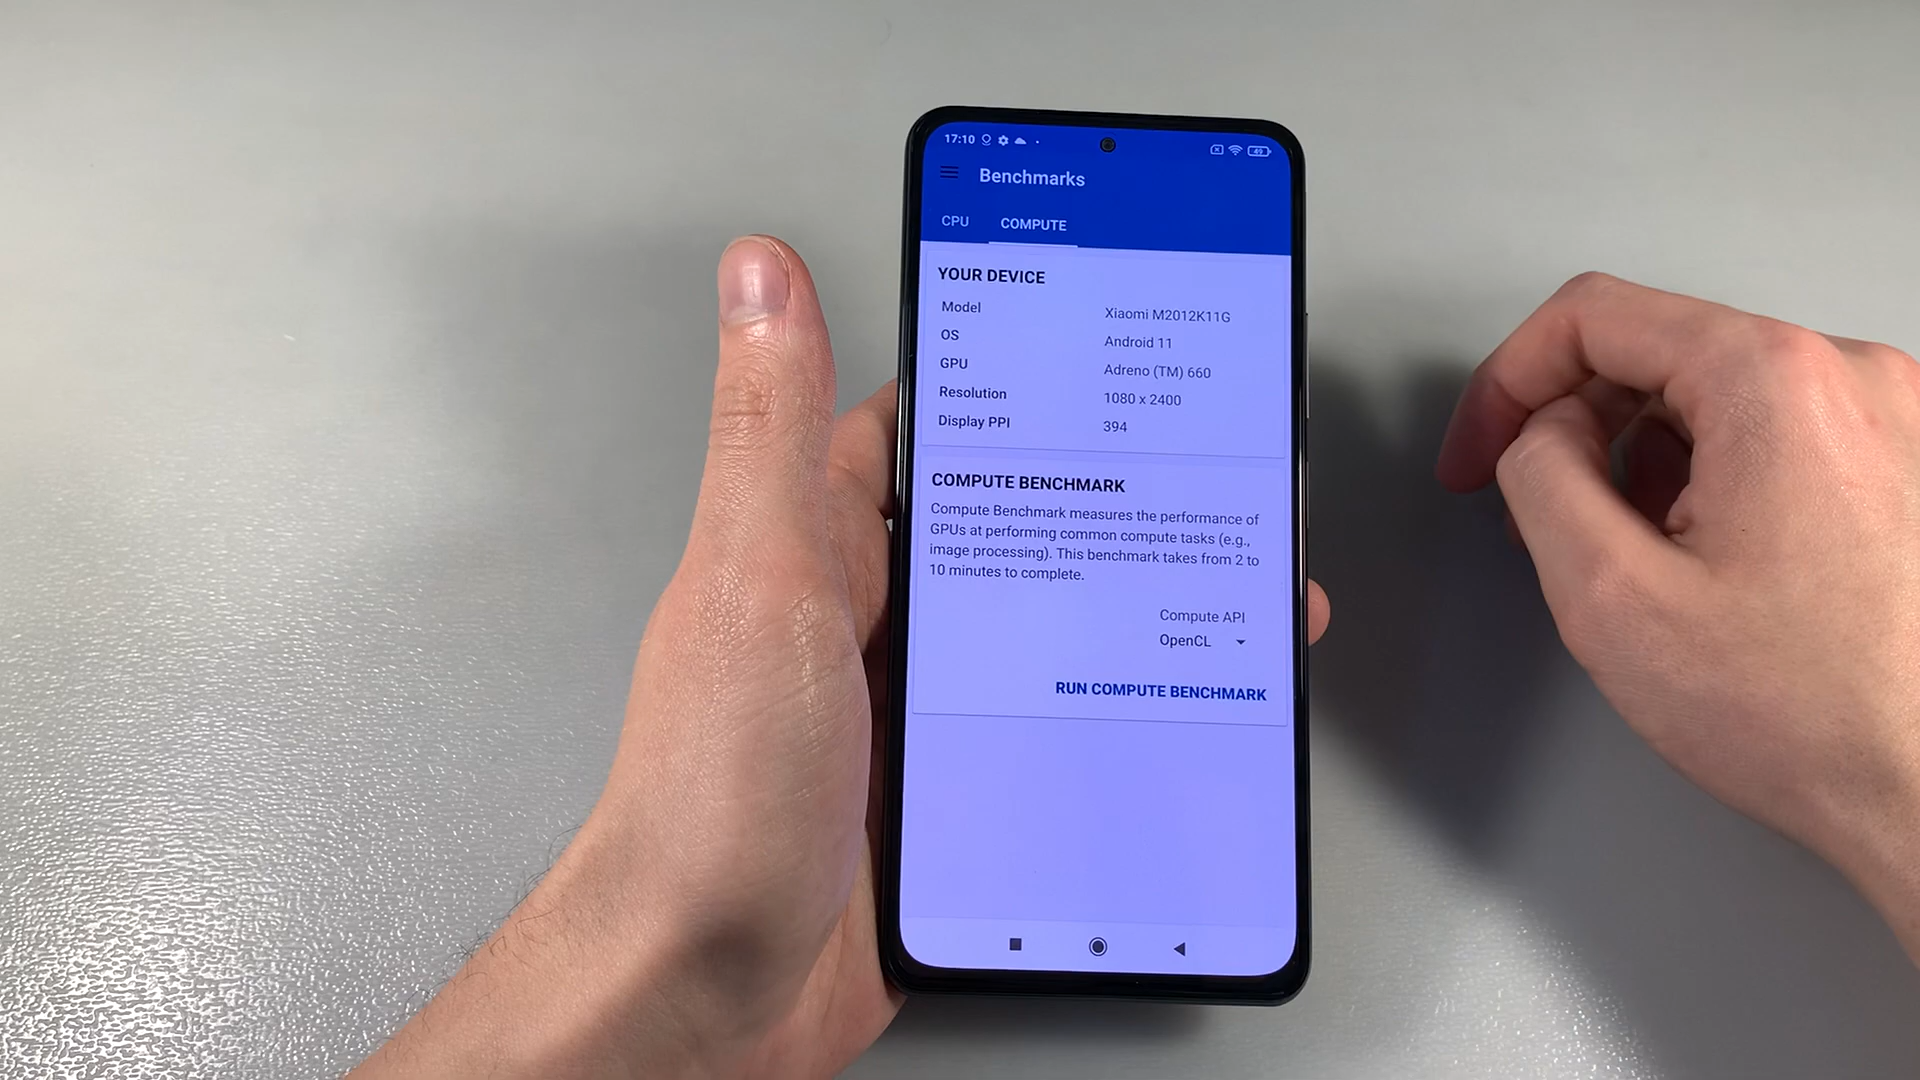 17:10
49
Benchmarks
CPU
COMPUTE
YOUR DEVICE
Model Xiaomi M2012K11G
OS Android 11
GPU Adreno (TM) 660
Resolution 1080 x 2400
Display PPI 394
COMPUTE BENCHMARK
Compute Benchmark measures the performance of
GPUs at performing common compute tasks (e.g.,
image processing). This benchmark takes from 2 to
10 minutes to complete.
Compute API
OpenCL
RUN COMPUTE BENCHMARK